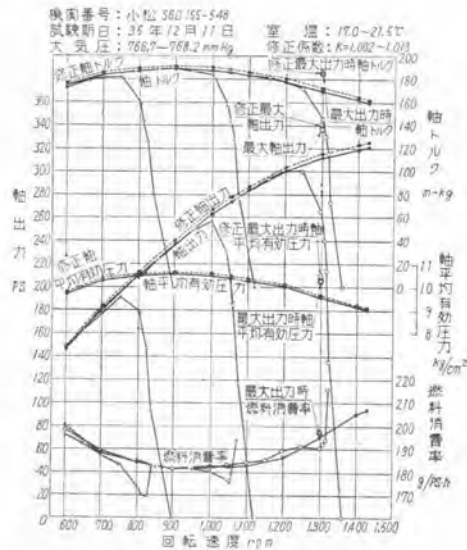 機関番号：小松 S6D155-548
試験期日：36年12月11日
室 温：17.0~21.5℃
大 気 圧：766.7~768.2 mmHg
修正係数：K=1.002~1.013
修正軸トルク
軸トルク
修正最大出力時軸トルク
修正最大
軸出力
最大出力時
軸トルク
最大軸出力
修正軸出力
軸出力
修正最大出力時軸
平均有効圧力
修正軸
平均有効圧力
軸平均有効圧力
最大出力時軸
平均有効圧力
最大出力時
燃料消費率
燃料消費率
軸出力 PS
360
340
320
300
280
260
240
220
200
180
160
140
120
100
80
60
40
20
0
200
180
160
140
120
100
80
60
40
20
0
軸トルク m-kg
11
10
9
8
軸平均有効圧力 kg/cm²
220
210
200
190
180
170
燃料消費率 g/PS·h
600 700 800 900 1,000 1,100 1,200 1,300 1,400 1,500
回転速度 rpm